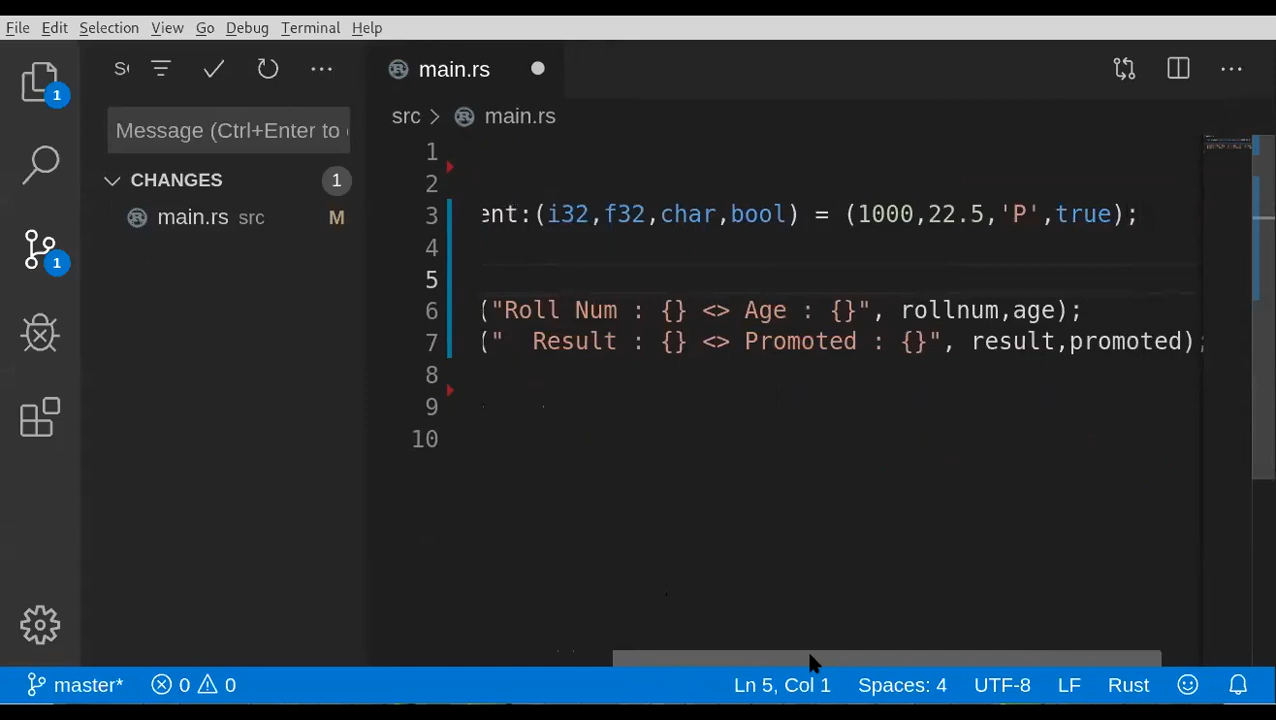 File Edit Selection View Go Debug Terminal Help
main.rs
Message (Ctrl+Enter to
src > main.rs
CHANGES 1
main.rs src M
1
1
1
2
3 ent:(i32,f32,char,bool) = (1000,22.5,'P',true);
4
5
6 ("Roll Num : {} <> Age : {}", rollnum,age);
7 ("  Result : {} <> Promoted : {}", result,promoted);
8
9
10
master* 0 0 Ln 5, Col 1 Spaces: 4 UTF-8 LF Rust